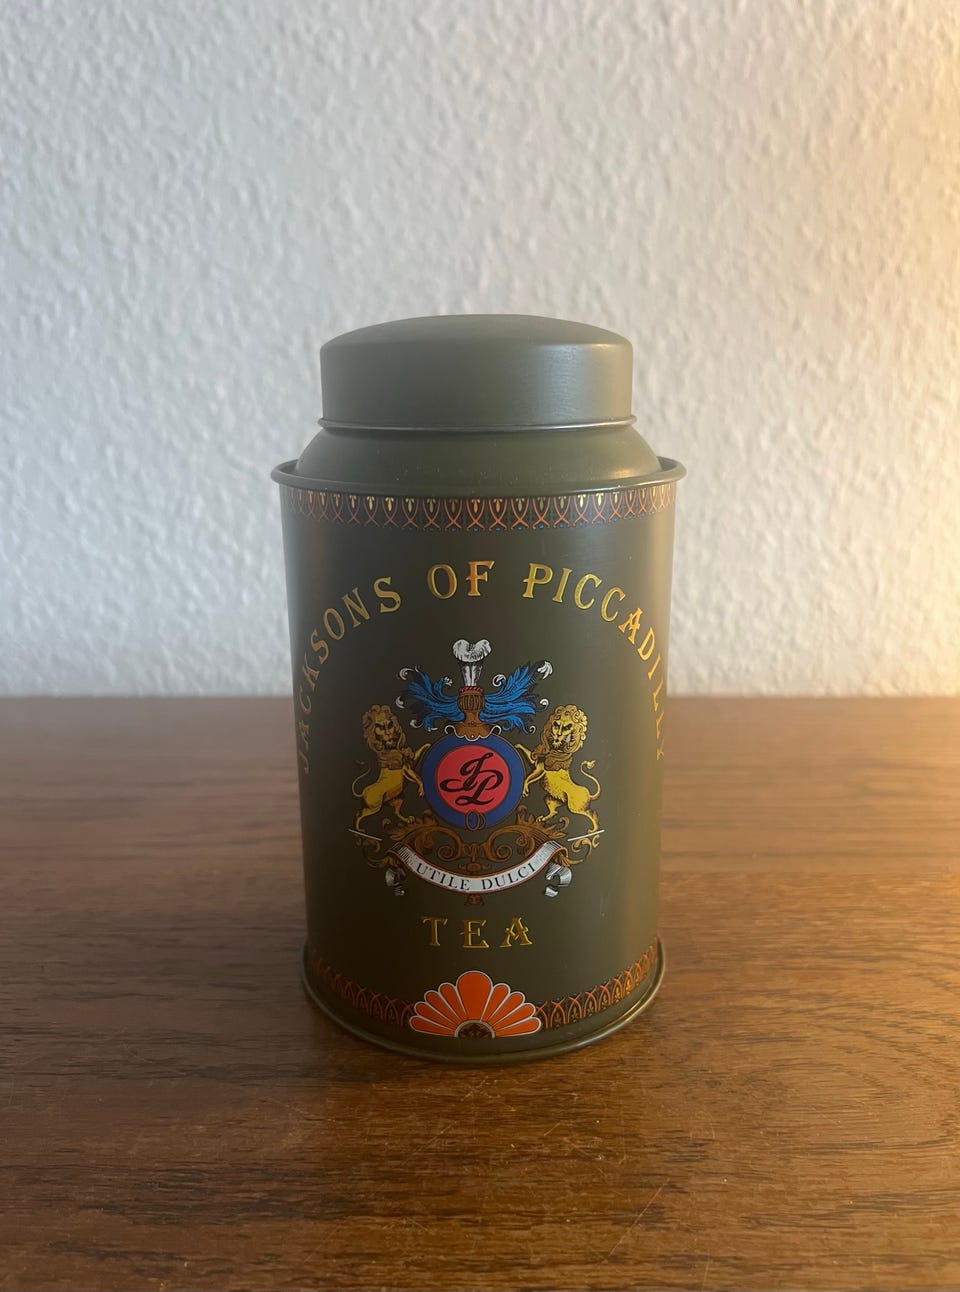 JACKSONS OF PICCADILLY
JP
UTILE DULCI
TEA